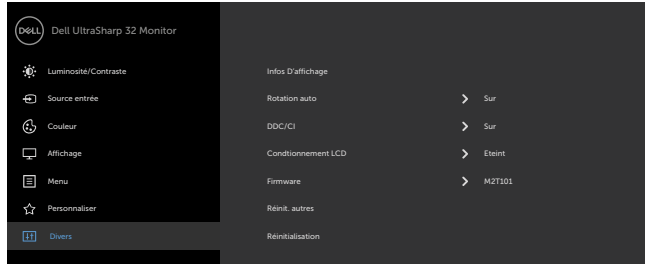 DELL Dell UltraSharp 32 Monitor
Luminosité/Contraste Infos D'affichage
Source entrée Rotation auto Sur
Couleur DDC/CI Sur
Affichage Condtionnement LCD Eteint
Menu Firmware M2T101
Personnaliser Réinit. autres
Divers Réinitialisation